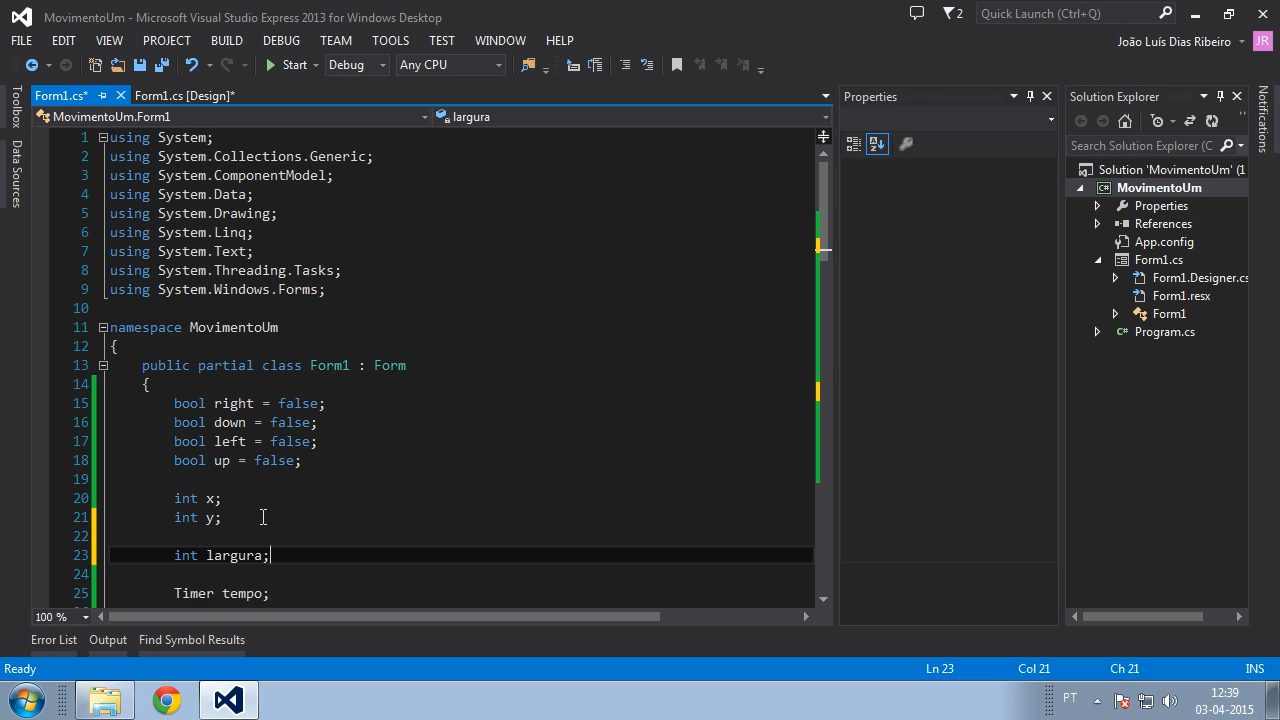 MovimentoUm - Microsoft Visual Studio Express 2013 for Windows Desktop
2
Quick Launch (Ctrl+Q)
FILE EDIT VIEW PROJECT BUILD DEBUG TEAM TOOLS TEST WINDOW HELP
João Luís Dias Ribeiro
JR
Start Debug Any CPU
Toolbox
Data Sources
Form1.cs*
Form1.cs [Design]*
MovimentoUm.Form1
largura
1 using System;
2 using System.Collections.Generic;
3 using System.ComponentModel;
4 using System.Data;
5 using System.Drawing;
6 using System.Linq;
7 using System.Text;
8 using System.Threading.Tasks;
9 using System.Windows.Forms;
10
11 namespace MovimentoUm
12 {
13 public partial class Form1 : Form
14 {
15 bool right = false;
16 bool down = false;
17 bool left = false;
18 bool up = false;
19
20 int x;
21 int y;
22
23 int largura;
24
25 Timer tempo;
100 %
Properties
Solution Explorer
Search Solution Explorer (C
Solution 'MovimentoUm' (1
C# MovimentoUm
Properties
References
App.config
Form1.cs
Form1.Designer.cs
Form1.resx
Form1
C# Program.cs
Notifications
Error List Output Find Symbol Results
Ready
Ln 23 Col 21 Ch 21 INS
PT
12:39
03-04-2015